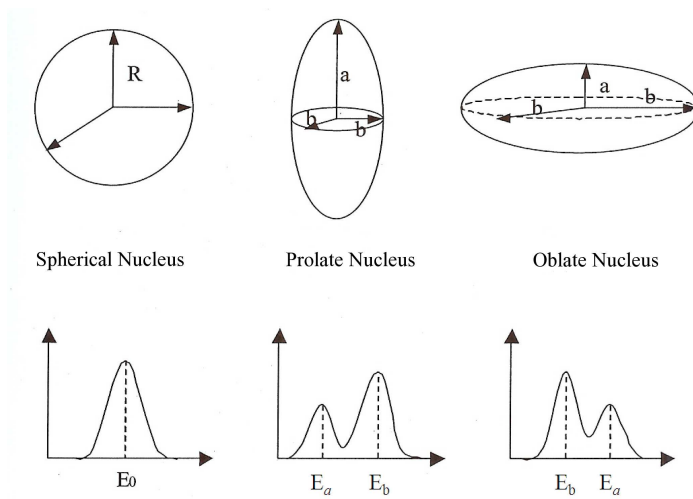 R
a
b
b
a
b
b
Spherical Nucleus
Prolate Nucleus
Oblate Nucleus
E0
Ea
Eb
Eb
Ea